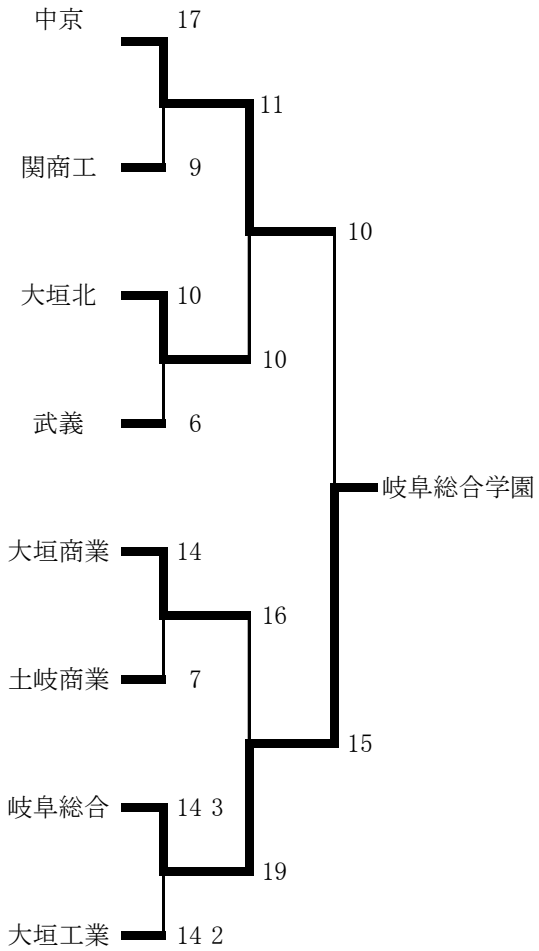 中京 17
11
関商工 9
10
大垣北 10
10
武義 6
岐阜総合学園
大垣商業 14
16
土岐商業 7
15
岐阜総合 14 3
19
大垣工業 14 2